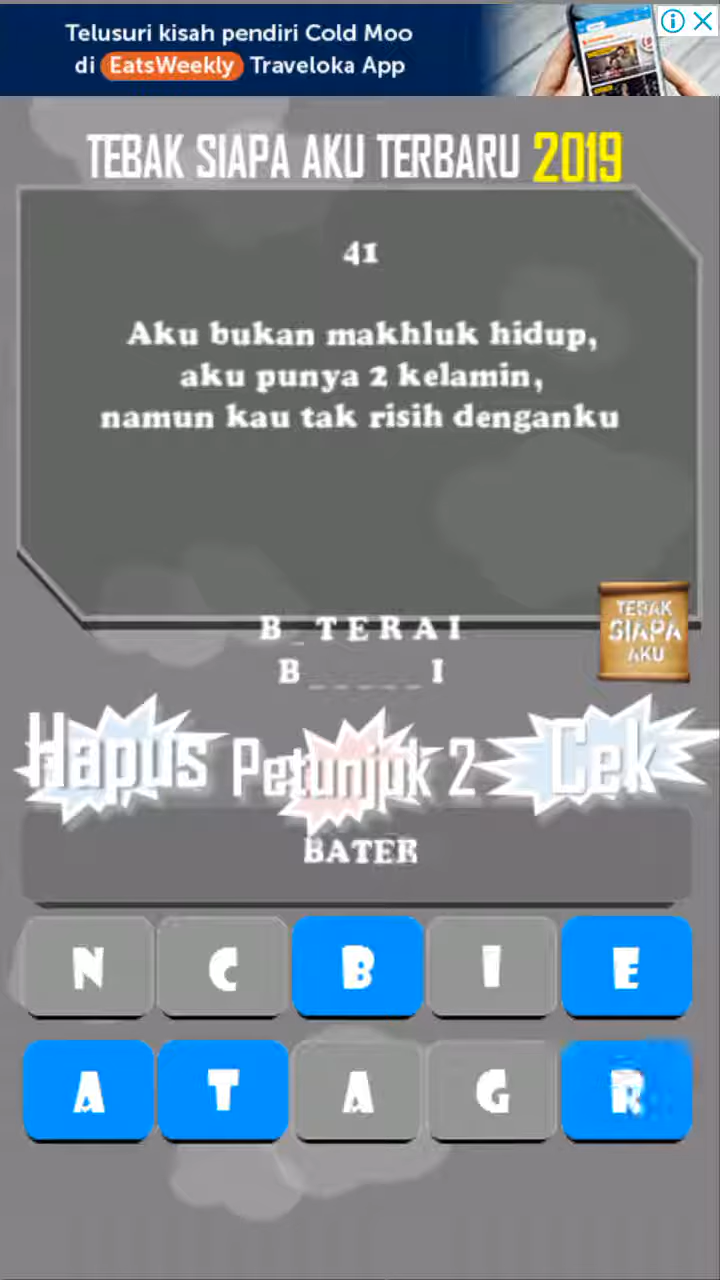 Telusuri kisah pendiri Cold Moo
di EatsWeekly Traveloka App
TEBAK SIAPA AKU TERBARU 2019
41
Aku bukan makhluk hidup,
aku punya 2 kelamin,
namun kau tak risih denganku
B_TERAI
B_____I
TEBAK
SIAPA
AKU
Hapus Petunjuk 2 Cek
BATER
N C B I E
A T A G R